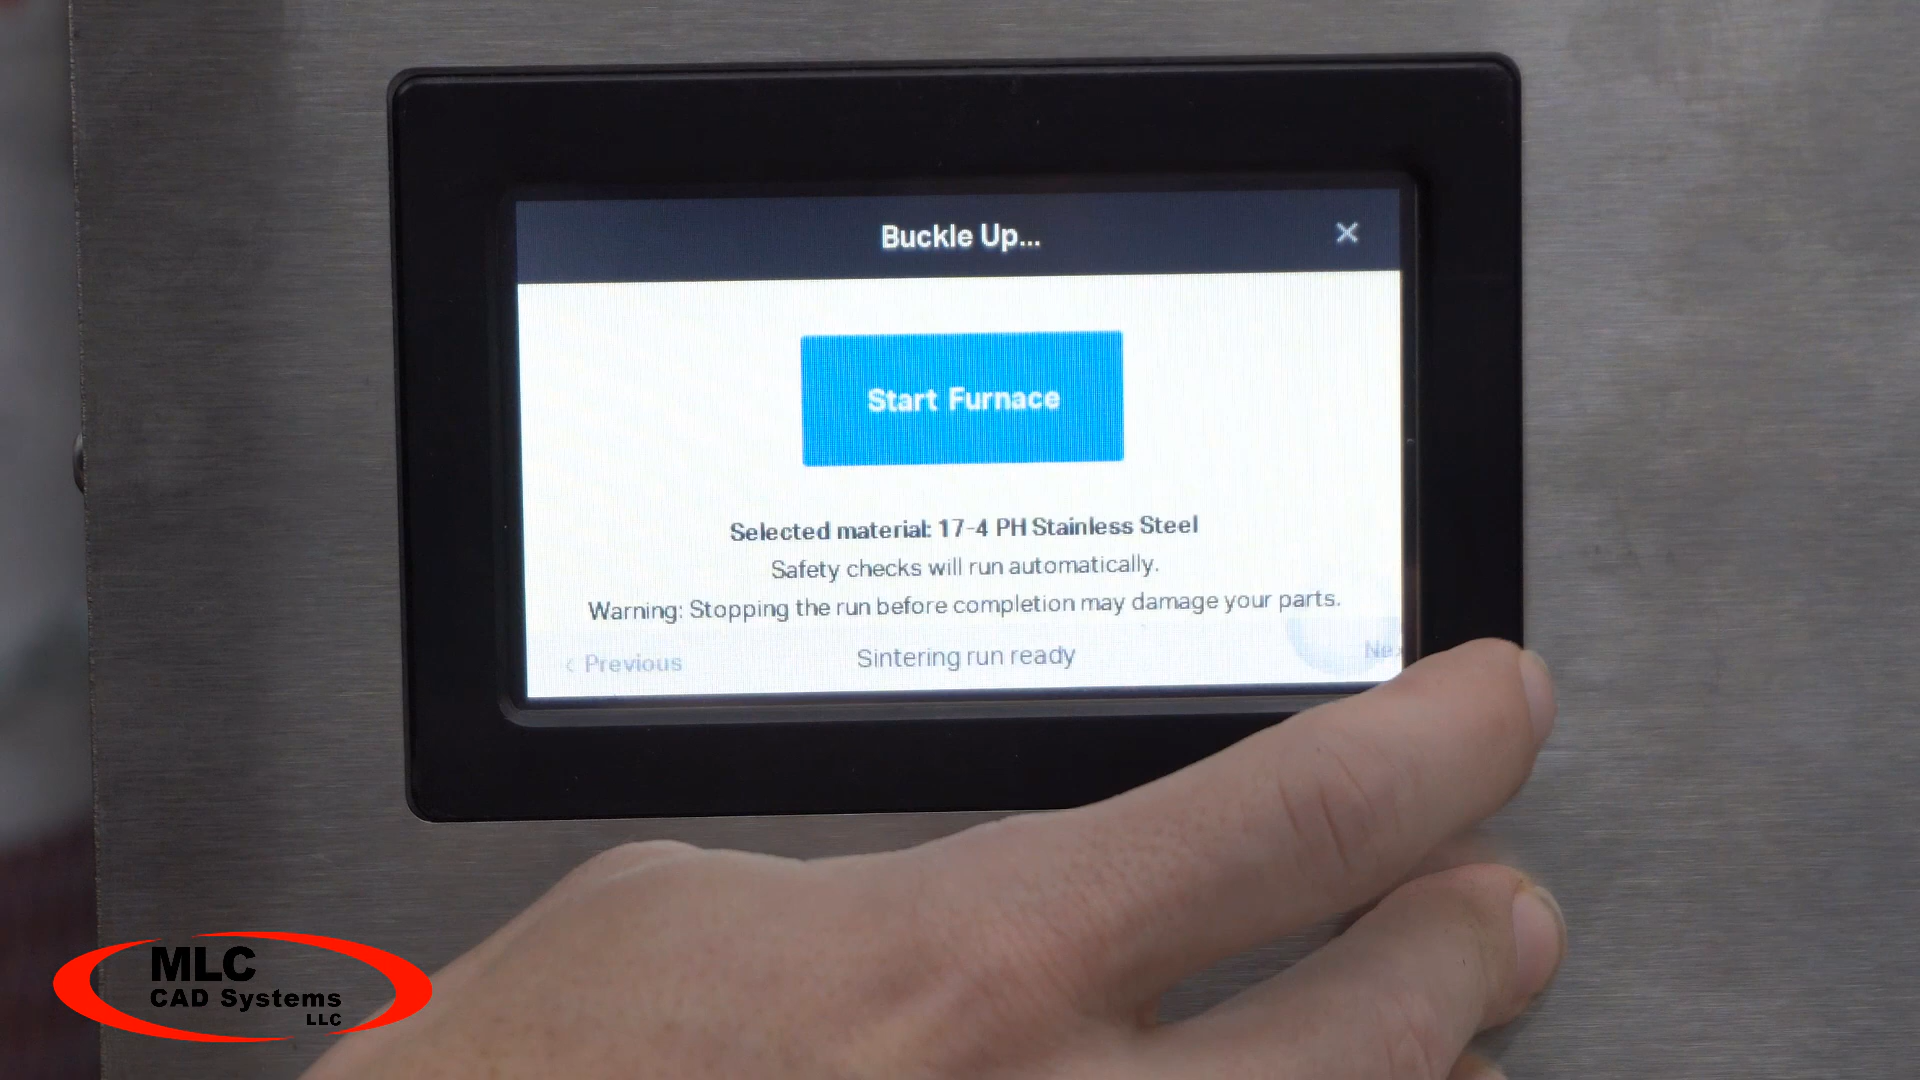 Buckle Up...
Start Furnace
Selected material: 17-4 PH Stainless Steel
Safety checks will run automatically.
Warning: Stopping the run before completion may damage your parts.
‹ Previous
Sintering run ready
MLC
CAD Systems
LLC